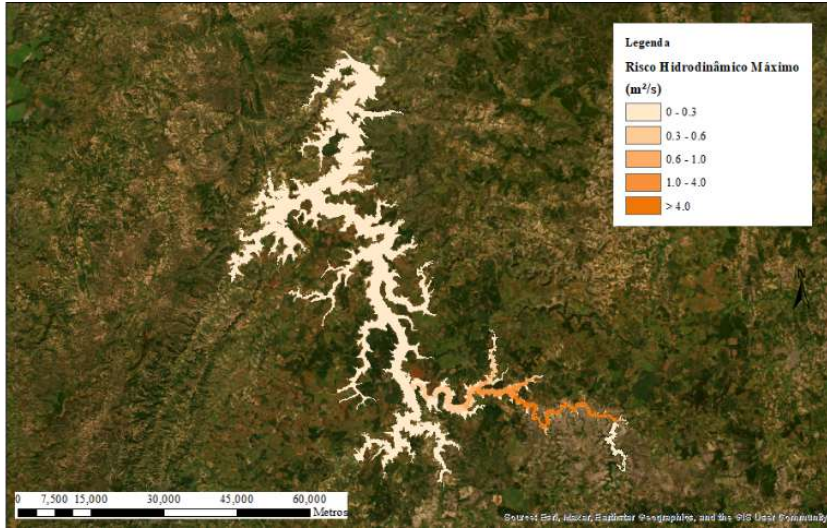 Legenda
Risco Hidrodinâmico Máximo
(m²/s)
0 - 0.3
0.3 - 0.6
0.6 - 1.0
1.0 - 4.0
> 4.0
N
0 7,500 15,000 30,000 45,000 60,000
Metros
Source: Esri, Maxar, Earthstar Geographics, and the GIS User Community